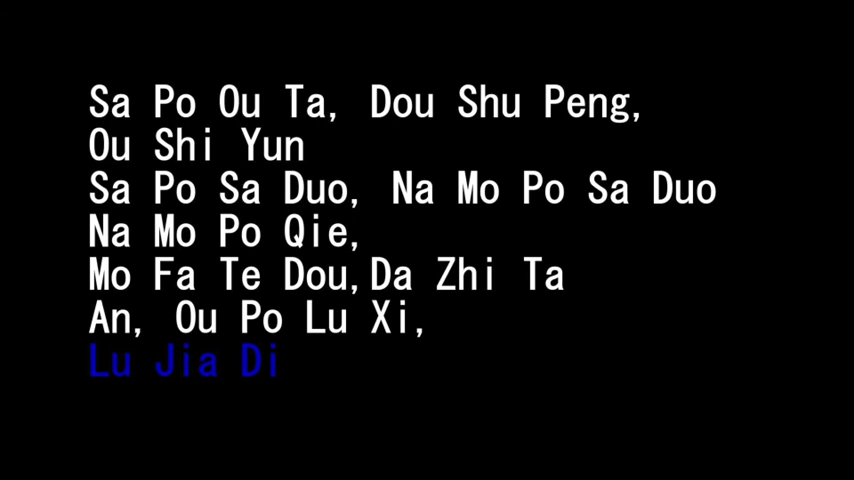 Sa Po Ou Ta, Dou Shu Peng,
Ou Shi Yun
Sa Po Sa Duo, Na Mo Po Sa Duo
Na Mo Po Qie,
Mo Fa Te Dou,Da Zhi Ta
An, Ou Po Lu Xi,
Lu Jia Di